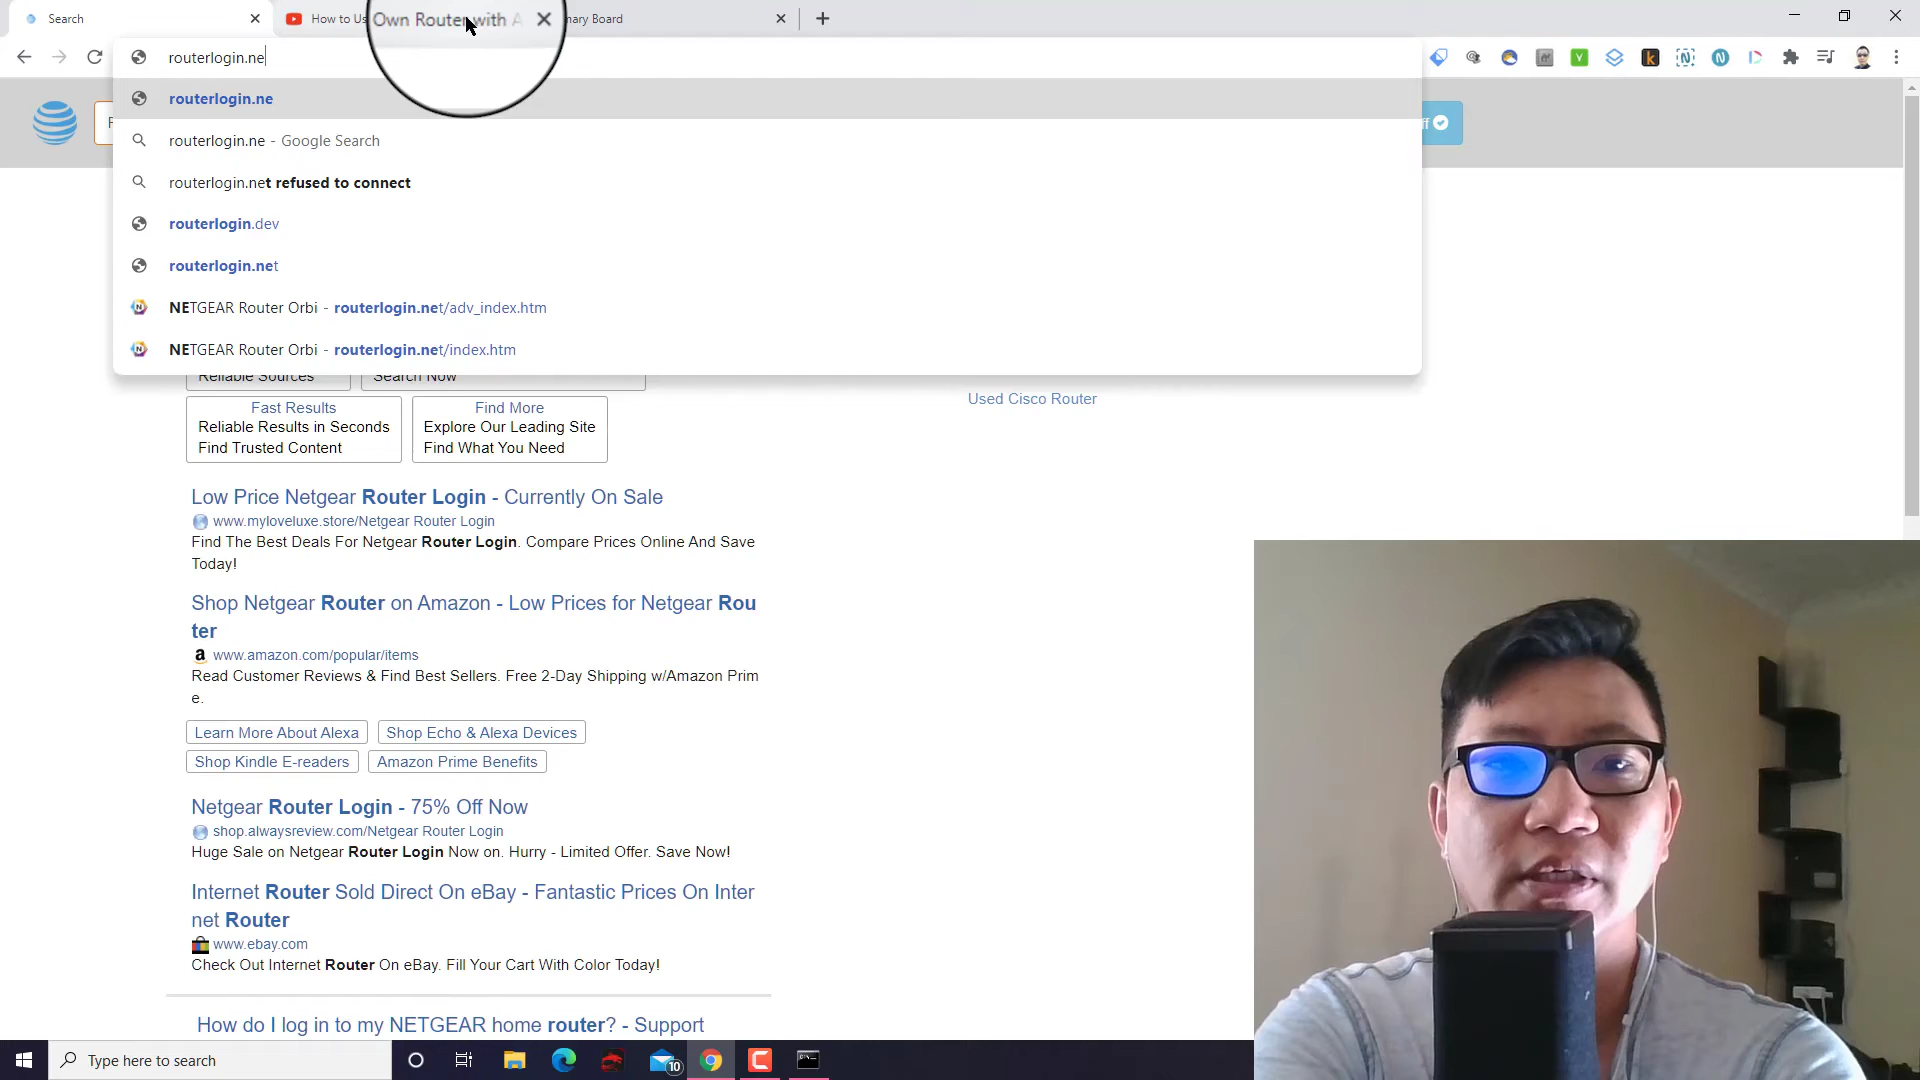 Search
How to Us
Own Router with A
nary Board
routerlogin.ne
routerlogin.ne
routerlogin.ne - Google Search
routerlogin.net refused to connect
routerlogin.dev
routerlogin.net
NETGEAR Router Orbi - routerlogin.net/adv_index.htm
NETGEAR Router Orbi - routerlogin.net/index.htm
Reliable Sources
Search Now
Used Cisco Router
Fast Results
Reliable Results in Seconds
Find Trusted Content
Find More
Explore Our Leading Site
Find What You Need
Low Price Netgear Router Login - Currently On Sale
www.myloveluxe.store/Netgear Router Login
Find The Best Deals For Netgear Router Login. Compare Prices Online And Save
Today!
Shop Netgear Router on Amazon - Low Prices for Netgear Rou
ter
a www.amazon.com/popular/items
Read Customer Reviews & Find Best Sellers. Free 2-Day Shipping w/Amazon Prim
e.
Learn More About Alexa
Shop Echo & Alexa Devices
Shop Kindle E-readers
Amazon Prime Benefits
Netgear Router Login - 75% Off Now
shop.alwaysreview.com/Netgear Router Login
Huge Sale on Netgear Router Login Now on. Hurry - Limited Offer. Save Now!
Internet Router Sold Direct On eBay - Fantastic Prices On Inter
net Router
www.ebay.com
Check Out Internet Router On eBay. Fill Your Cart With Color Today!
How do I log in to my NETGEAR home router? - Support
Type here to search
10